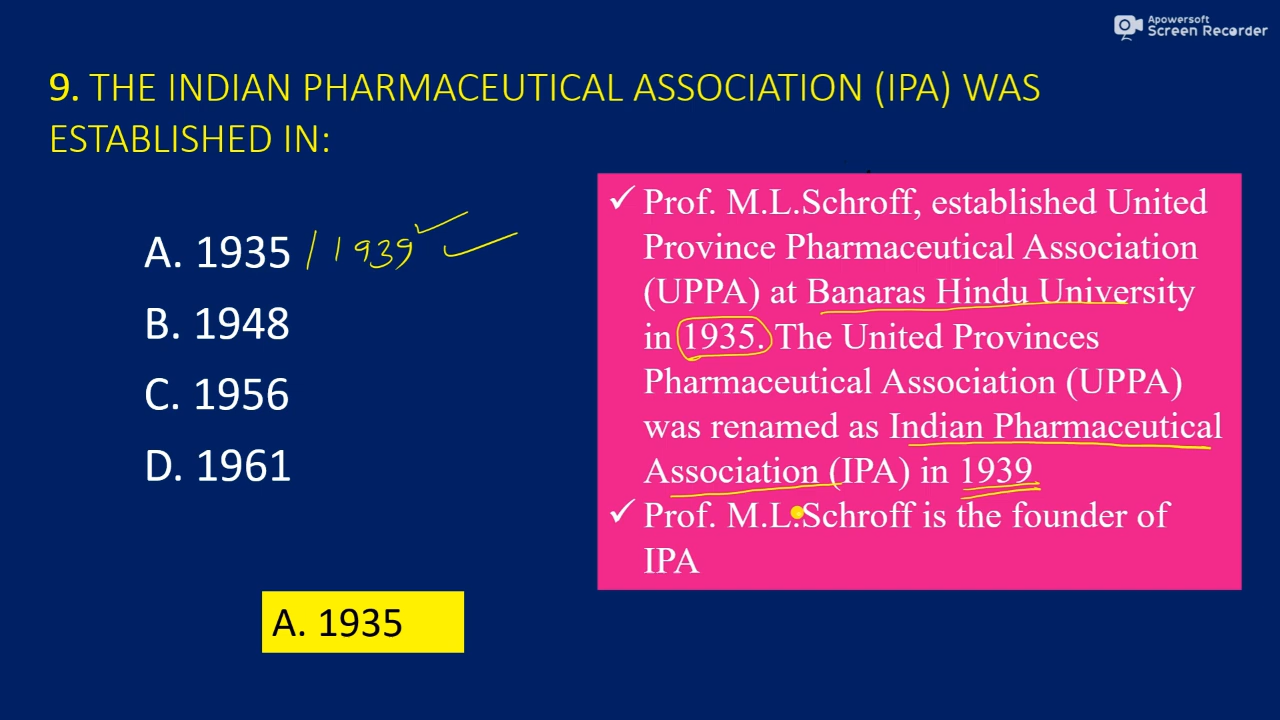 Apowersoft
Screen Recorder
9. THE INDIAN PHARMACEUTICAL ASSOCIATION (IPA) WAS
ESTABLISHED IN:
A. 1935 / 1939
B. 1948
C. 1956
D. 1961
A. 1935
✓ Prof. M.L.Schroff, established United
Province Pharmaceutical Association
(UPPA) at Banaras Hindu University
in 1935. The United Provinces
Pharmaceutical Association (UPPA)
was renamed as Indian Pharmaceutical
Association (IPA) in 1939
✓ Prof. M.L.Schroff is the founder of
IPA